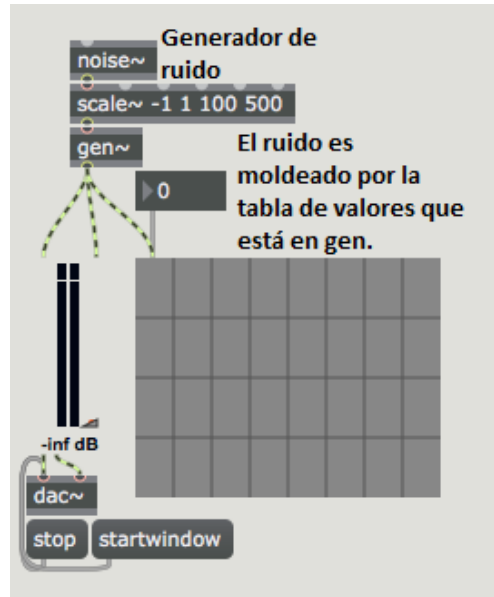 Generador de
ruido
noise~
scale~ -1 1 100 500
gen~
El ruido es
moldeado por la
tabla de valores que
está en gen.
0
-inf dB
dac~
stop
startwindow